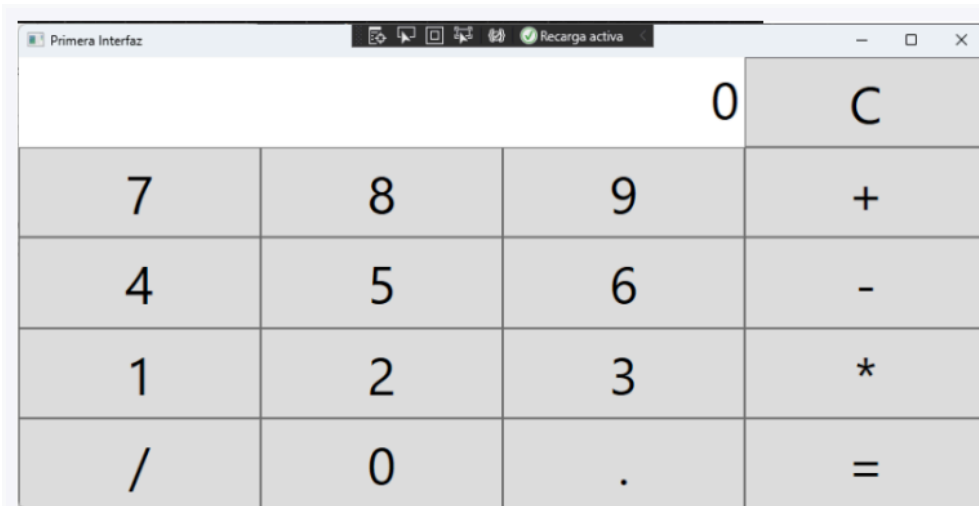 Primera Interfaz Recarga activa
0 C
7 8 9 +
4 5 6 -
1 2 3 *
/ 0 . =